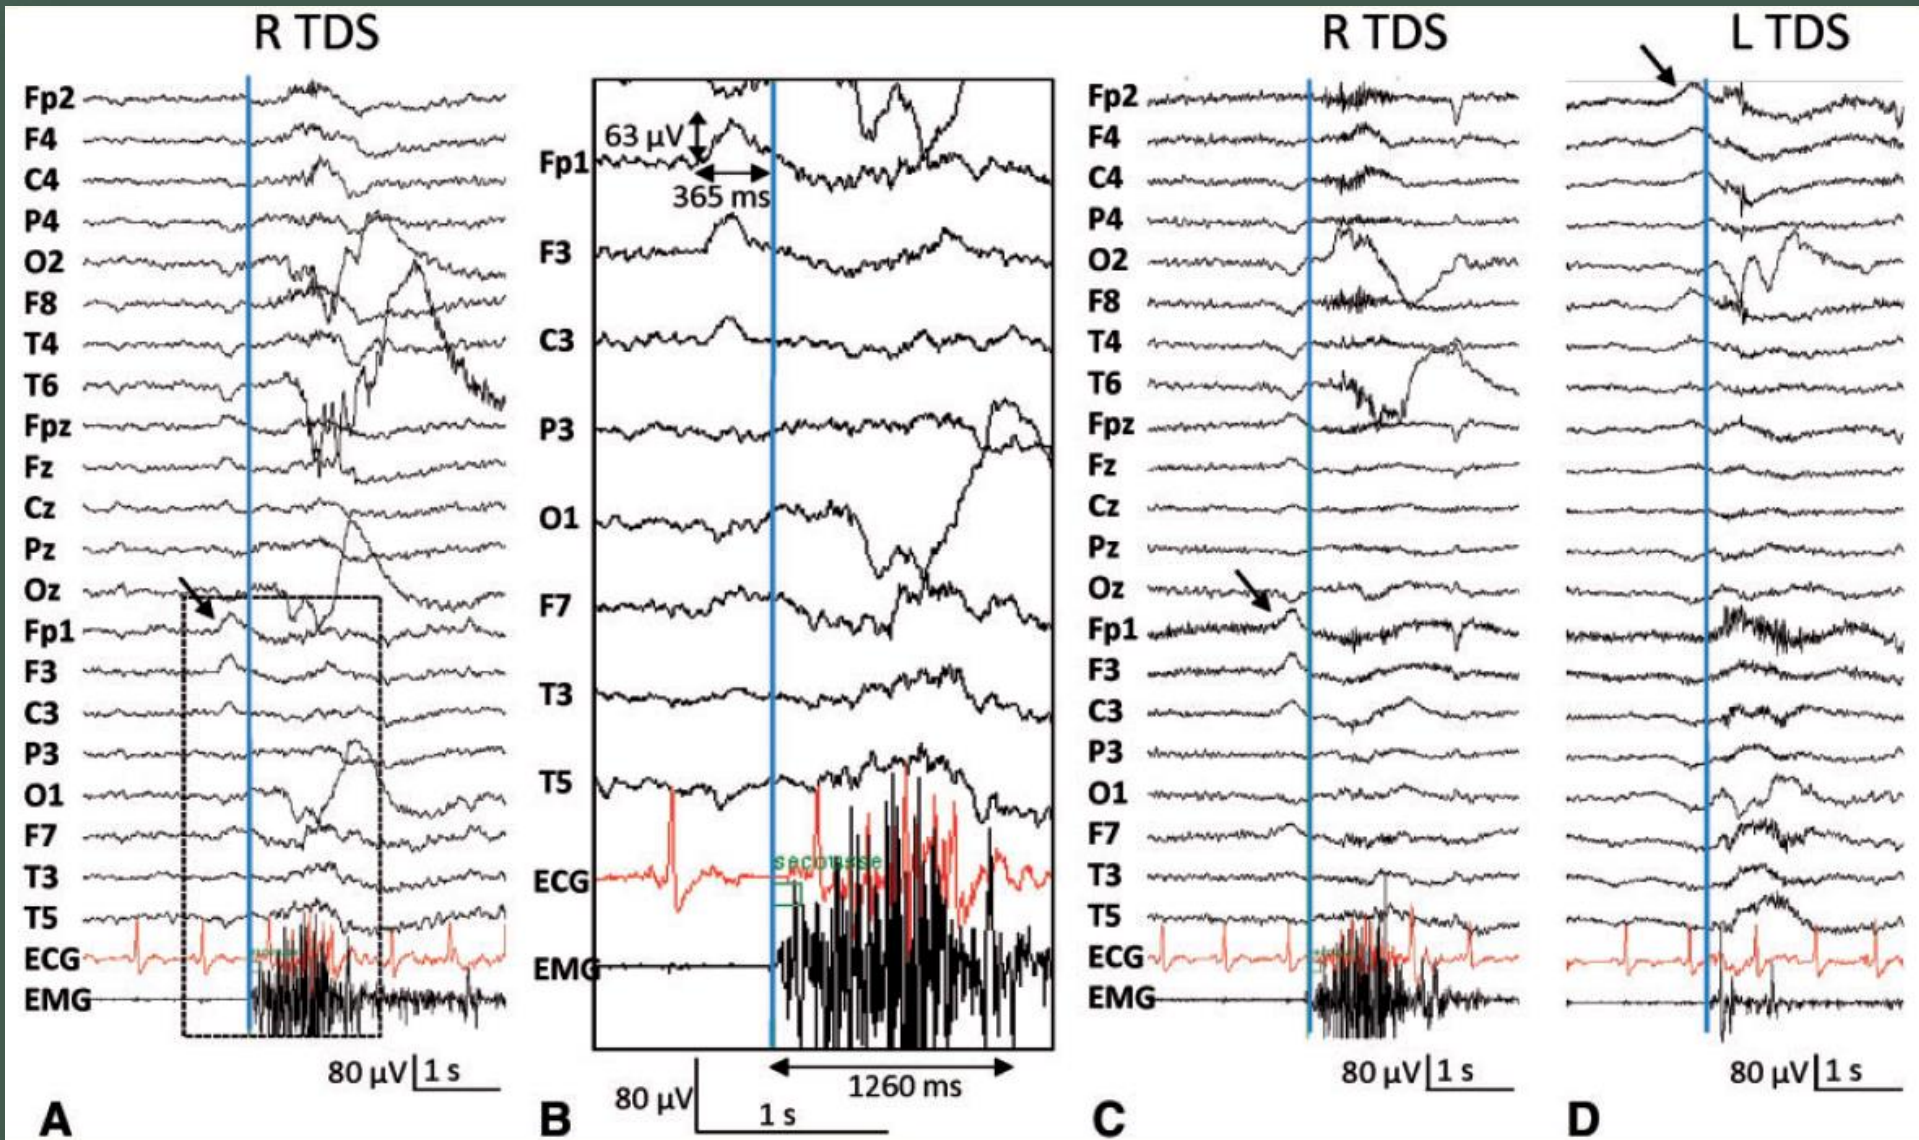 R TDS
Fp2
F4
C4
P4
O2
F8
T4
T6
Fpz
Fz
Cz
Pz
Oz
Fp1
F3
C3
P3
O1
F7
T3
T5
ECG
EMG
80 µV 1 s
A
63 µV
Fp1
365 ms
F3
C3
P3
O1
F7
T3
T5
secousse
ECG
EMG
1260 ms
80 µV
1 s
B
R TDS
Fp2
F4
C4
P4
O2
F8
T4
T6
Fpz
Fz
Cz
Pz
Oz
Fp1
F3
C3
P3
O1
F7
T3
T5
ECG
EMG
80 µV 1 s
C
L TDS
80 µV 1 s
D